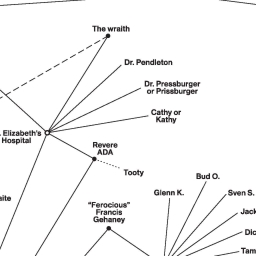 The wraith
Dr. Pendleton
Dr. Pressburger
or Prissburger
Cathy or
Kathy
. Elizabeth's
Hospital
Revere
ADA
Tooty
Bud O.
Glenn K.
Sven S.
"Ferocious"
Francis
Gehaney
Jack
Dic
Tam